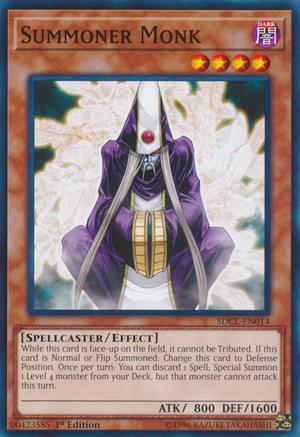 SUMMONER MONK
DARK
闇
SDCL-EN014
[SPELLCASTER/EFFECT]
While this card is face-up on the field, it cannot be Tributed. If this
card is Normal or Flip Summoned: Change this card to Defense
Position. Once per turn: You can discard 1 Spell; Special Summon
1 Level 4 monster from your Deck, but that monster cannot attack
this turn.
ATK/ 800 DEF/1600
00423585 1st Edition ©1996 KAZUKI TAKAHASHI